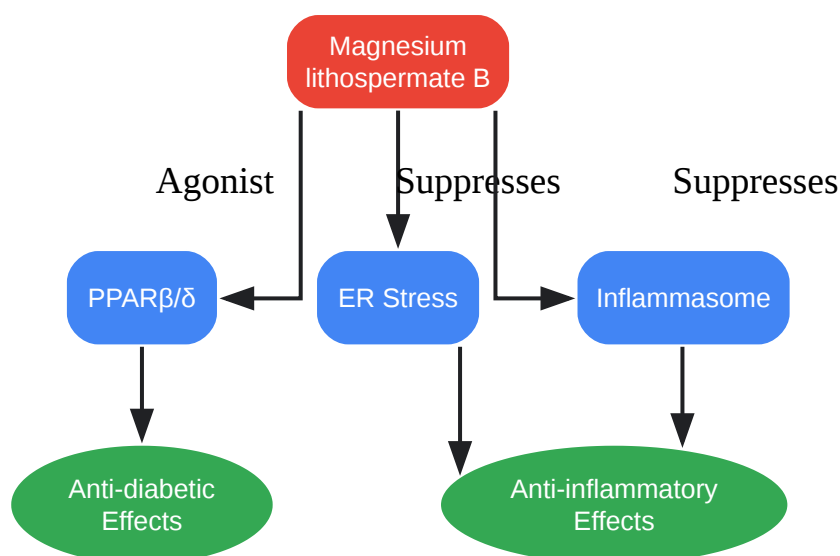 Magnesium
lithospermate B
Agonist
Suppresses
Suppresses
PPARβ/δ
ER Stress
Inflammasome
Anti-diabetic
Effects
Anti-inflammatory
Effects